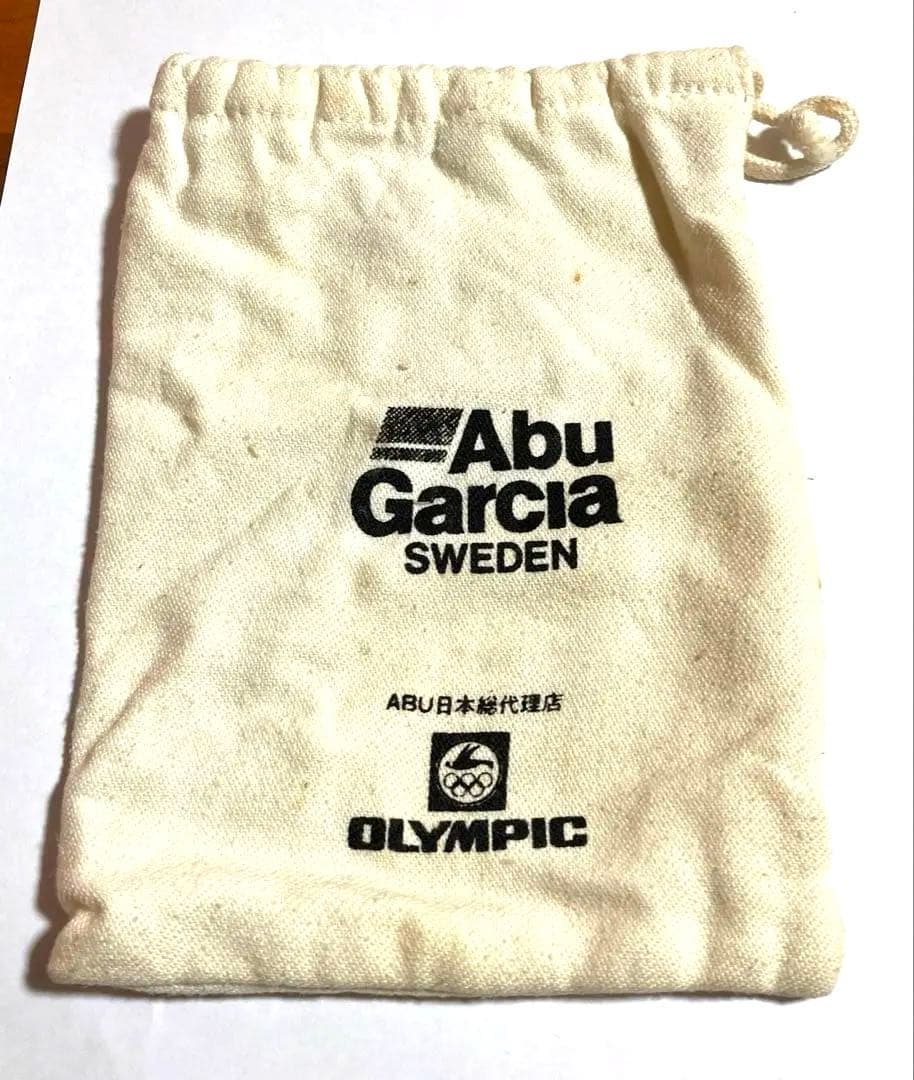 Abu
Garcia
SWEDEN
ABU日本総代理店
OLYMPIC